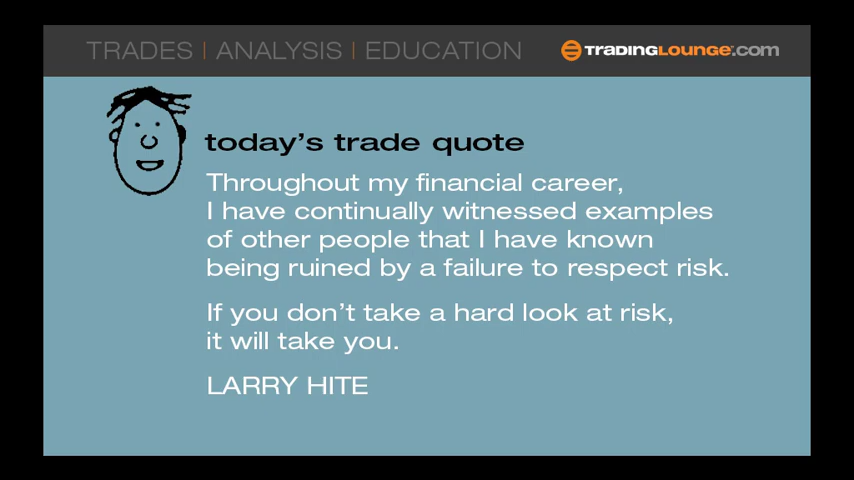 TRADES | ANALYSIS | EDUCATION
TRADINGLOUNGE.com
today's trade quote
Throughout my financial career,
I have continually witnessed examples
of other people that I have known
being ruined by a failure to respect risk.
If you don't take a hard look at risk,
it will take you.
LARRY HITE